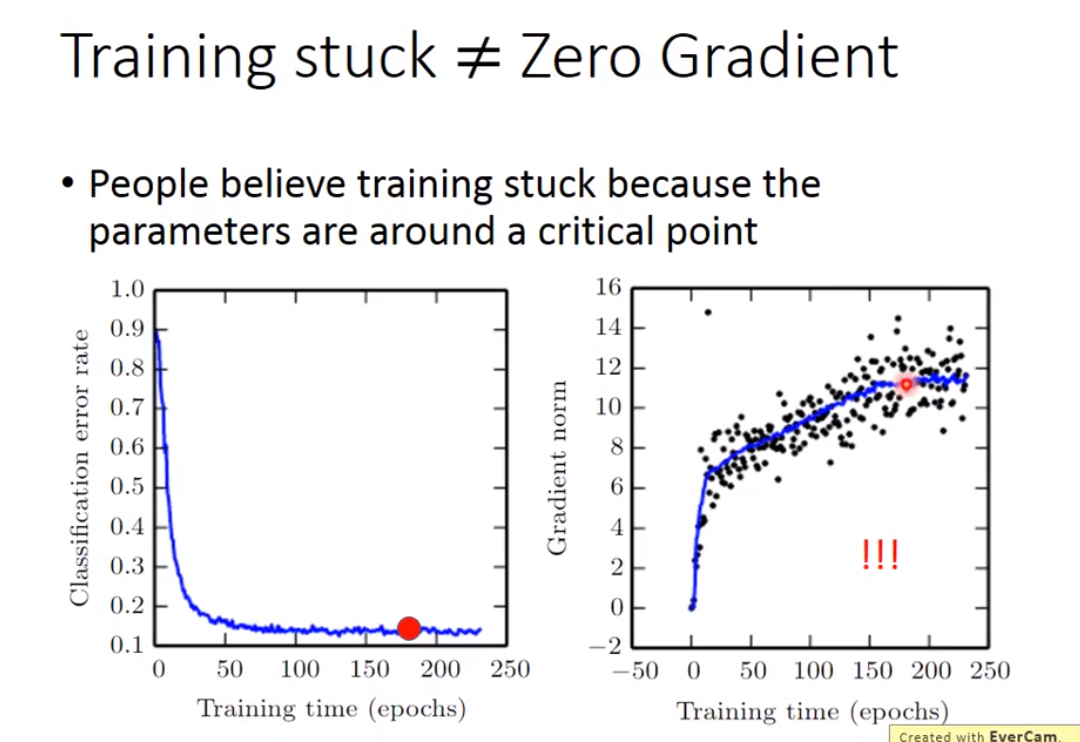 Training stuck ≠ Zero Gradient
• People believe training stuck because the
parameters are around a critical point
Classification error rate
1.0
0.9
0.8
0.7
0.6
0.5
0.4
0.3
0.2
0.1
0 50 100 150 200 250
Training time (epochs)
Gradient norm
16
14
12
10
8
6
4
2
0
−2
!!!
−50 0 50 100 150 200 250
Training time (epochs)
Created with EverCam.